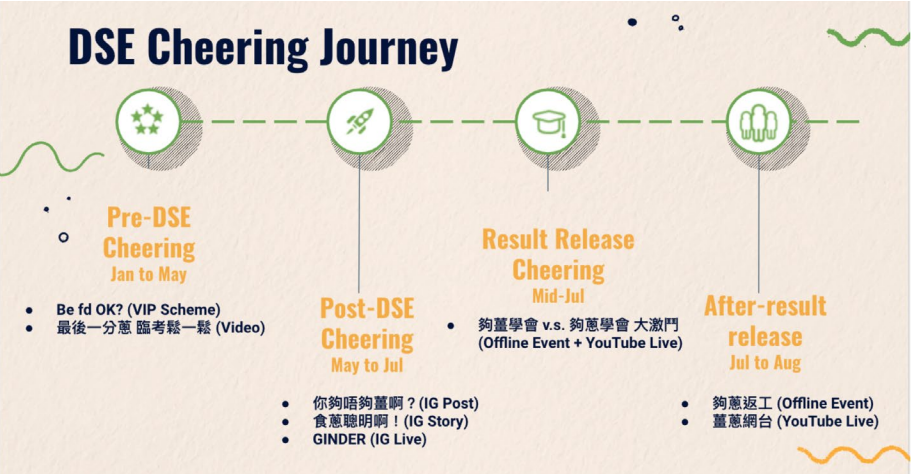 DSE Cheering Journey
Pre-DSE
Cheering
Jan to May
● Be fd OK? (VIP Scheme)
● 最後一分蔥 臨考鬆一鬆 (Video)
Post-DSE
Cheering
May to Jul
● 你夠唔夠薑啊？(IG Post)
● 食蔥聰明啊！(IG Story)
● GINDER (IG Live)
Result Release
Cheering
Mid-Jul
● 夠薑學會 v.s. 夠蔥學會 大激鬥
(Offline Event + YouTube Live)
After-result
release
Jul to Aug
● 夠蔥返工 (Offline Event)
● 薑蔥網台 (YouTube Live)